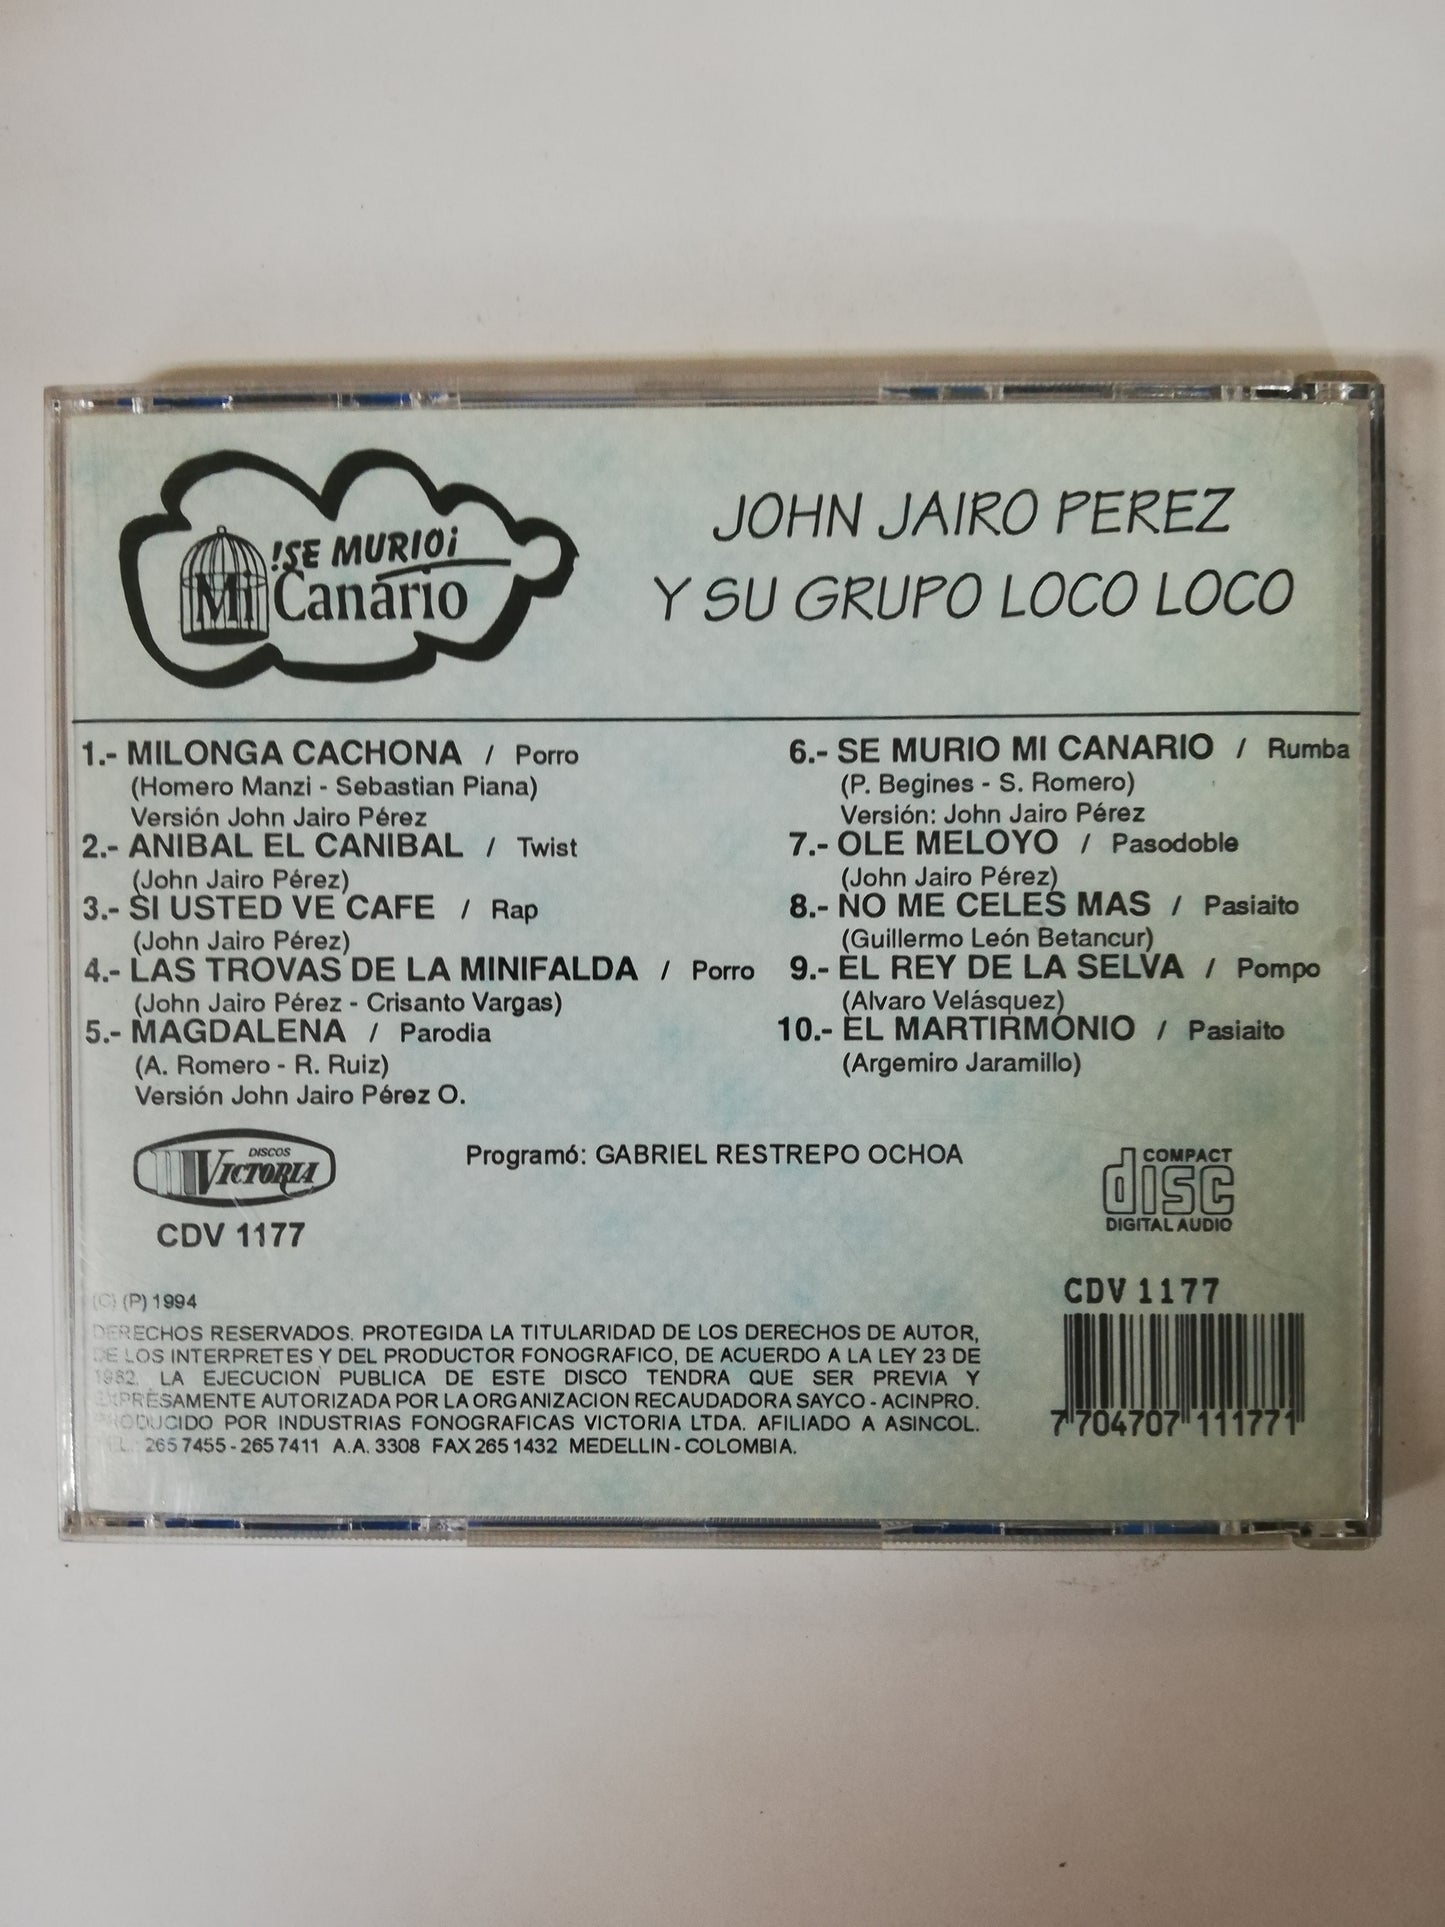 !SE MURIO¡
Mi Canario
JOHN JAIRO PEREZ
Y SU GRUPO LOCO LOCO
1.- MILONGA CACHONA / Porro
(Homero Manzi - Sebastian Piana)
Versión John Jairo Pérez
2.- ANIBAL EL CANIBAL / Twist
(John Jairo Pérez)
3.- SI USTED VE CAFE / Rap
(John Jairo Pérez)
4.- LAS TROVAS DE LA MINIFALDA / Porro
(John Jairo Pérez - Crisanto Vargas)
5.- MAGDALENA / Parodia
(A. Romero - R. Ruiz)
Versión John Jairo Pérez O.
6.- SE MURIO MI CANARIO / Rumba
(P. Begines - S. Romero)
Versión: John Jairo Pérez
7.- OLE MELOYO / Pasodoble
(John Jairo Pérez)
8.- NO ME CELES MAS / Pasiaito
(Guillermo León Betancur)
9.- EL REY DE LA SELVA / Pompo
(Alvaro Velásquez)
10.- EL MARTIRMONIO / Pasiaito
(Argemiro Jaramillo)
DISCOS
VICTORIA
CDV 1177
Programó: GABRIEL RESTREPO OCHOA
COMPACT
disc
DIGITAL AUDIO
(C) (P) 1994
DERECHOS RESERVADOS. PROTEGIDA LA TITULARIDAD DE LOS DERECHOS DE AUTOR,
DE LOS INTERPRETES Y DEL PRODUCTOR FONOGRAFICO, DE ACUERDO A LA LEY 23 DE
1982. LA EJECUCION PUBLICA DE ESTE DISCO TENDRA QUE SER PREVIA Y
EXPRESAMENTE AUTORIZADA POR LA ORGANIZACION RECAUDADORA SAYCO - ACINPRO.
PRODUCIDO POR INDUSTRIAS FONOGRAFICAS VICTORIA LTDA. AFILIADO A ASINCOL.
TEL. 265 7455 - 265 7411 A.A. 3308 FAX 265 1432 MEDELLIN - COLOMBIA.
CDV 1177
7 704707 111771